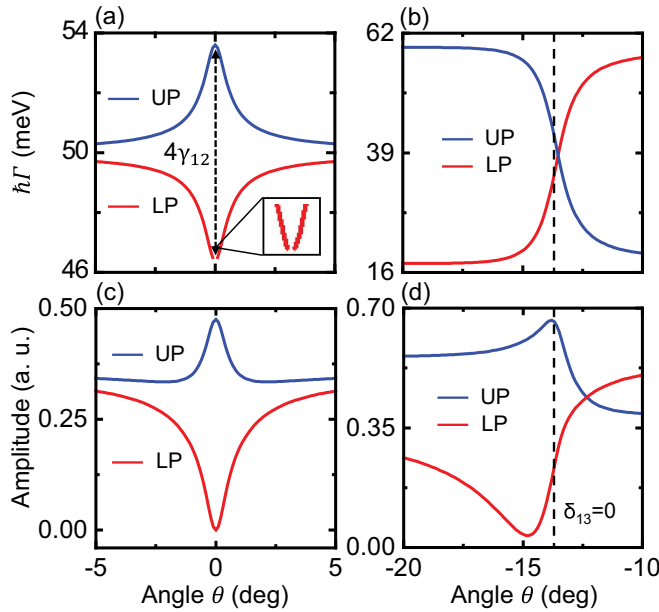 (a)
(b)
54
62
UP
4γ12
50
39
UP
LP
LP
46
16
ℏΓ (meV)
(c)
(d)
0.50
0.70
UP
UP
LP
0.25
0.35
LP
δ13=0
0.00
0.00
Amplitude (a. u.)
-5
0
5
-20
-15
-10
Angle θ (deg)
Angle θ (deg)